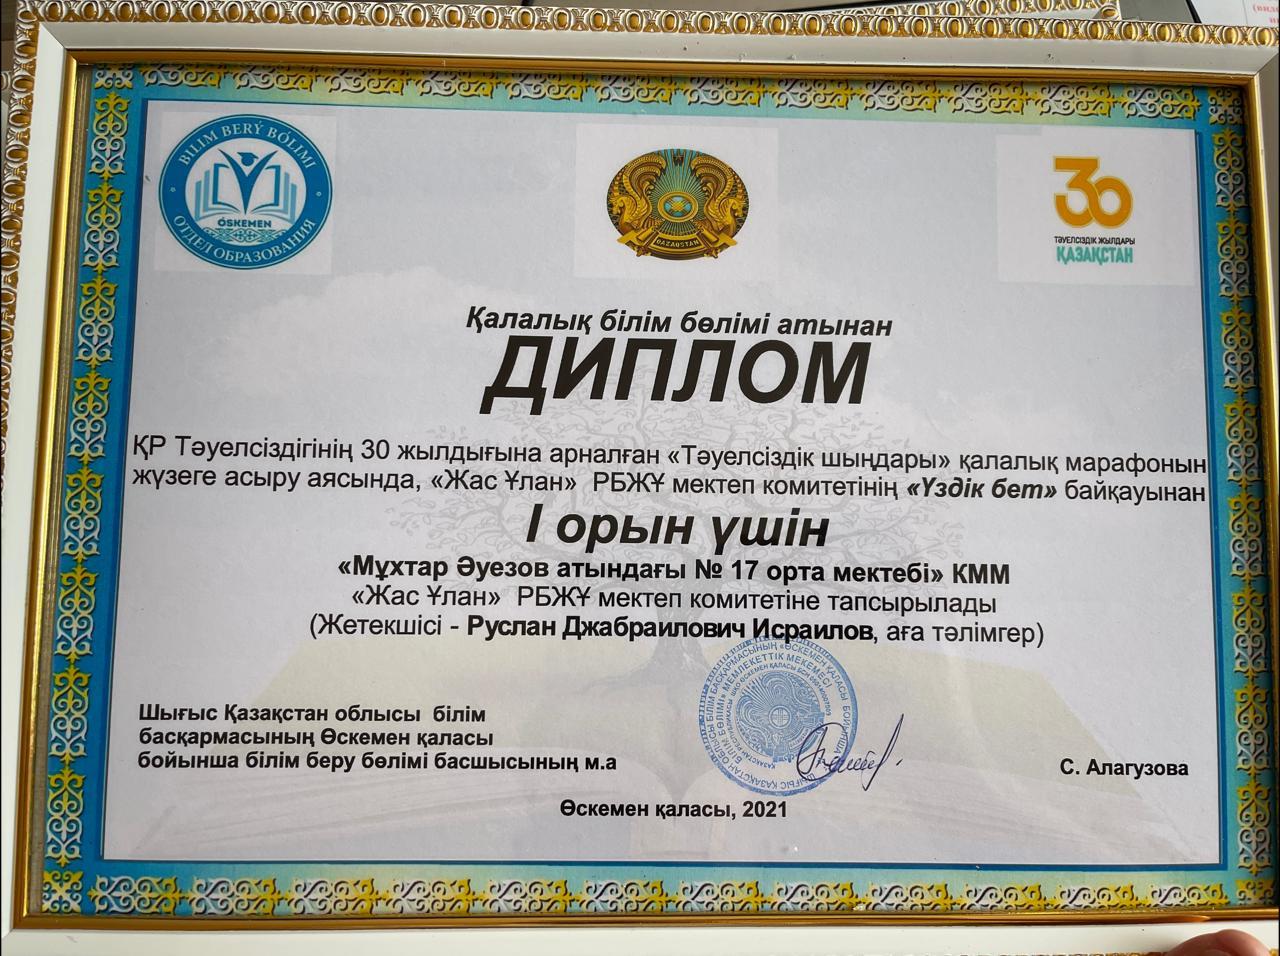 BILIM BERÝ BÓLIMI
ÓSKEMEN
ОТДЕЛ ОБРАЗОВАНИЯ
QAZAQSTAN
30
ТӘУЕЛСІЗДІК ЖЫЛДАРЫ
ҚАЗАҚСТАН
Қалалық білім бөлімі атынан
ДИПЛОМ
ҚР Тәуелсіздігінің 30 жылдығына арналған «Тәуелсіздік шыңдары» қалалық марафонын
жүзеге асыру аясында, «Жас Ұлан» РБЖҰ мектеп комитетінің «Үздік бет» байқауынан
I орын үшін
«Мұхтар Әуезов атындағы № 17 орта мектебі» КММ
«Жас Ұлан» РБЖҰ мектеп комитетіне тапсырылады
(Жетекшісі - Руслан Джабраилович Исраилов, аға тәлімгер)
Шығыс Қазақстан облысы білім
басқармасының Өскемен қаласы
бойынша білім беру бөлімі басшысының м.а
С. Алагузова
Өскемен қаласы, 2021